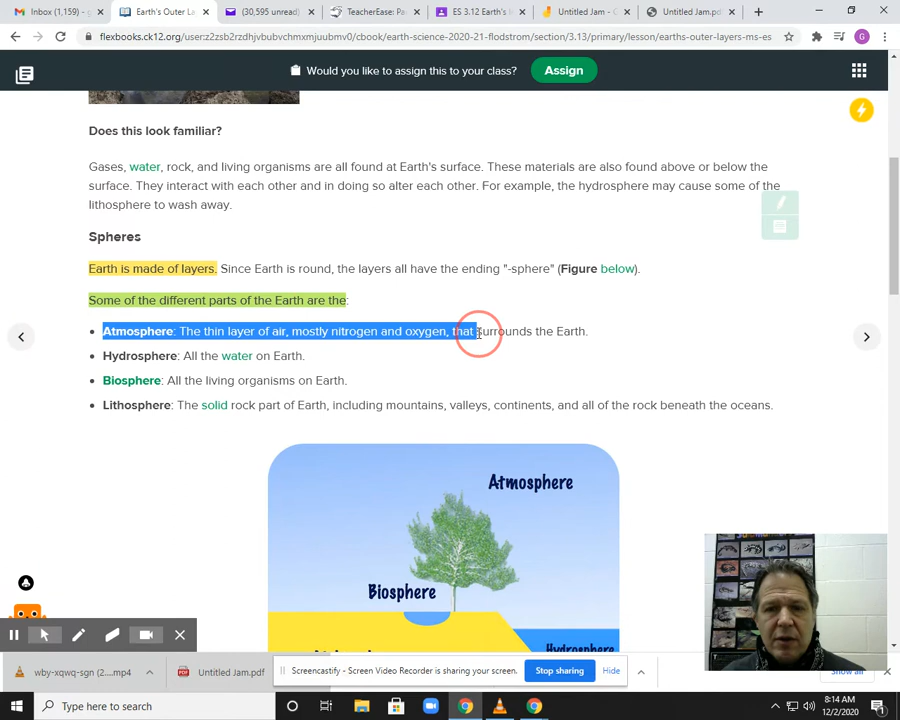 Inbox (1,159) - g
Earth's Outer La
(30,595 unread)
TeacherEase: Pa
ES 3.12 Earth's I
Untitled Jam - G
Untitled Jam.pdf
flexbooks.ck12.org/user:z2zsb2rzdhjvbubvchmxmjuubmv0/cbook/earth-science-2020-21-flodstrom/section/3.13/primary/lesson/earths-outer-layers-ms-es
G
Would you like to assign this to your class?
Assign
Does this look familiar?
Gases, water, rock, and living organisms are all found at Earth's surface. These materials are also found above or below the
surface. They interact with each other and in doing so alter each other. For example, the hydrosphere may cause some of the
lithosphere to wash away.
Spheres
Earth is made of layers. Since Earth is round, the layers all have the ending "-sphere" (Figure below).
Some of the different parts of the Earth are the:
Atmosphere: The thin layer of air, mostly nitrogen and oxygen, that surrounds the Earth.
Hydrosphere: All the water on Earth.
Biosphere: All the living organisms on Earth.
Lithosphere: The solid rock part of Earth, including mountains, valleys, continents, and all of the rock beneath the oceans.
Atmosphere
Biosphere
Hydrosphere
wby-xqwq-sgn (2....mp4
Untitled Jam.pdf
Screencastify - Screen Video Recorder is sharing your screen.
Stop sharing
Hide
Show all
Type here to search
8:14 AM
12/2/2020